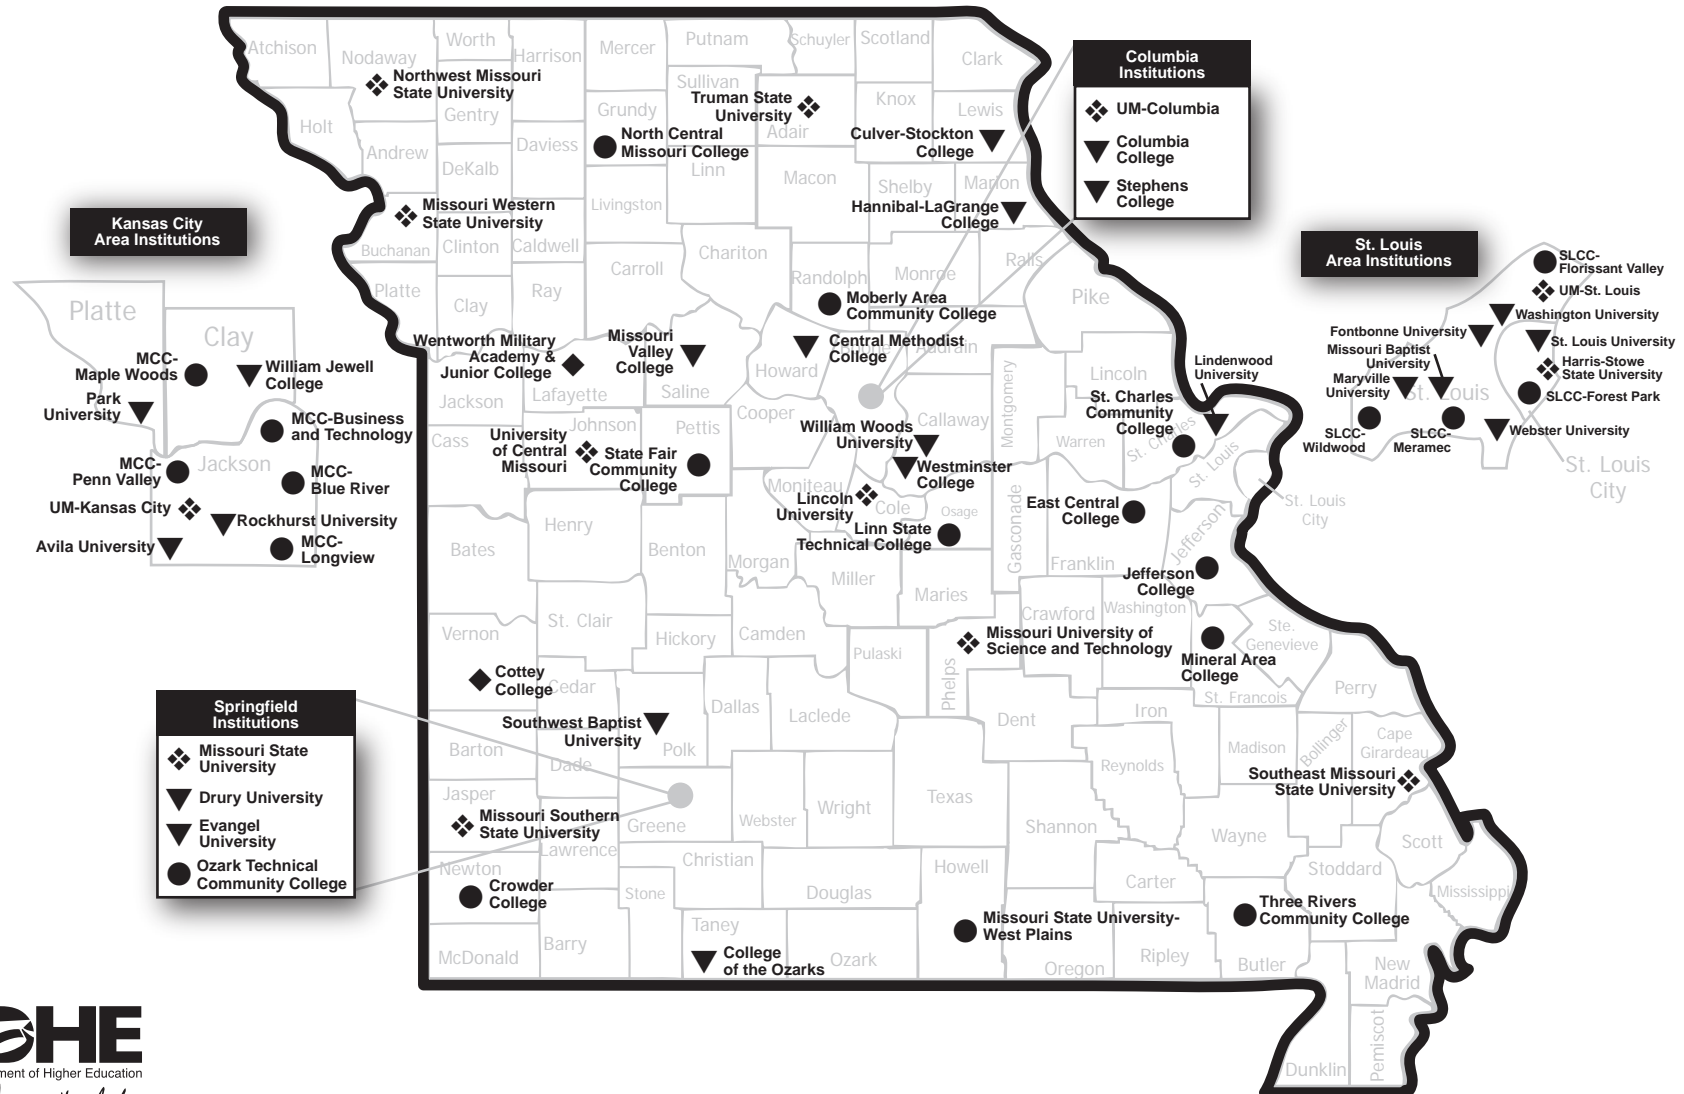 Atchison
Nodaway
Worth
Harrison
Mercer
Putnam
Schuyler
Scotland
Clark
Holt
Andrew
Gentry
DeKalb
Daviess
Grundy
Sullivan
Adair
Knox
Lewis
Linn
Macon
Shelby
Marion
Livingston
Buchanan
Clinton
Caldwell
Carroll
Chariton
Randolph
Monroe
Ralls
Pike
Platte
Clay
Ray
Howard
Boone
Audrain
Jackson
Lafayette
Saline
Cooper
Callaway
Montgomery
Lincoln
Warren
St. Charles
St. Louis
St. Louis
City
Cass
Johnson
Pettis
Moniteau
Cole
Osage
Gasconade
Franklin
Jefferson
Bates
Henry
Benton
Morgan
Miller
Maries
Crawford
Washington
Ste.
Genevieve
Vernon
St. Clair
Hickory
Camden
Pulaski
Phelps
Dent
Iron
St. Francois
Perry
Cedar
Dallas
Laclede
Barton
Dade
Polk
Madison
Bollinger
Cape
Girardeau
Reynolds
Jasper
Greene
Webster
Wright
Texas
Shannon
Wayne
Scott
Newton
Lawrence
Christian
Douglas
Howell
Carter
Stoddard
Mississippi
Stone
Taney
Ozark
McDonald
Barry
Oregon
Ripley
Butler
New
Madrid
Pemiscot
Dunklin
Northwest Missouri
State University
Truman State
University
North Central
Missouri College
Culver-Stockton
College
Missouri Western
State University
Hannibal-LaGrange
College
Moberly Area
Community College
Wentworth Military
Academy &
Junior College
Missouri
Valley
College
Central Methodist
College
Lindenwood
University
St. Charles
Community
College
William Woods
University
Westminster
College
University
of Central
Missouri
State Fair
Community
College
Lincoln
University
Linn State
Technical College
East Central
College
Jefferson
College
Missouri University of
Science and Technology
Mineral Area
College
Cottey
College
Southwest Baptist
University
Southeast Missouri
State University
Missouri Southern
State University
Crowder
College
Missouri State University-
West Plains
Three Rivers
Community College
College
of the Ozarks
Columbia
Institutions
UM-Columbia
Columbia
College
Stephens
College
Kansas City
Area Institutions
Platte
Clay
Jackson
MCC-
Maple Woods
William Jewell
College
Park
University
MCC-Business
and Technology
MCC-
Penn Valley
MCC-
Blue River
UM-Kansas City
Rockhurst University
Avila University
MCC-
Longview
St. Louis
Area Institutions
SLCC-
Florissant Valley
UM-St. Louis
Washington University
Fontbonne University
St. Louis University
Missouri Baptist
University
Harris-Stowe
State University
Maryville
University
St. Louis
SLCC-Forest Park
SLCC-
Wildwood
SLCC-
Meramec
Webster University
St. Louis
City
Springfield
Institutions
Missouri State
University
Drury University
Evangel
University
Ozark Technical
Community College
DHE
ment of Higher Education